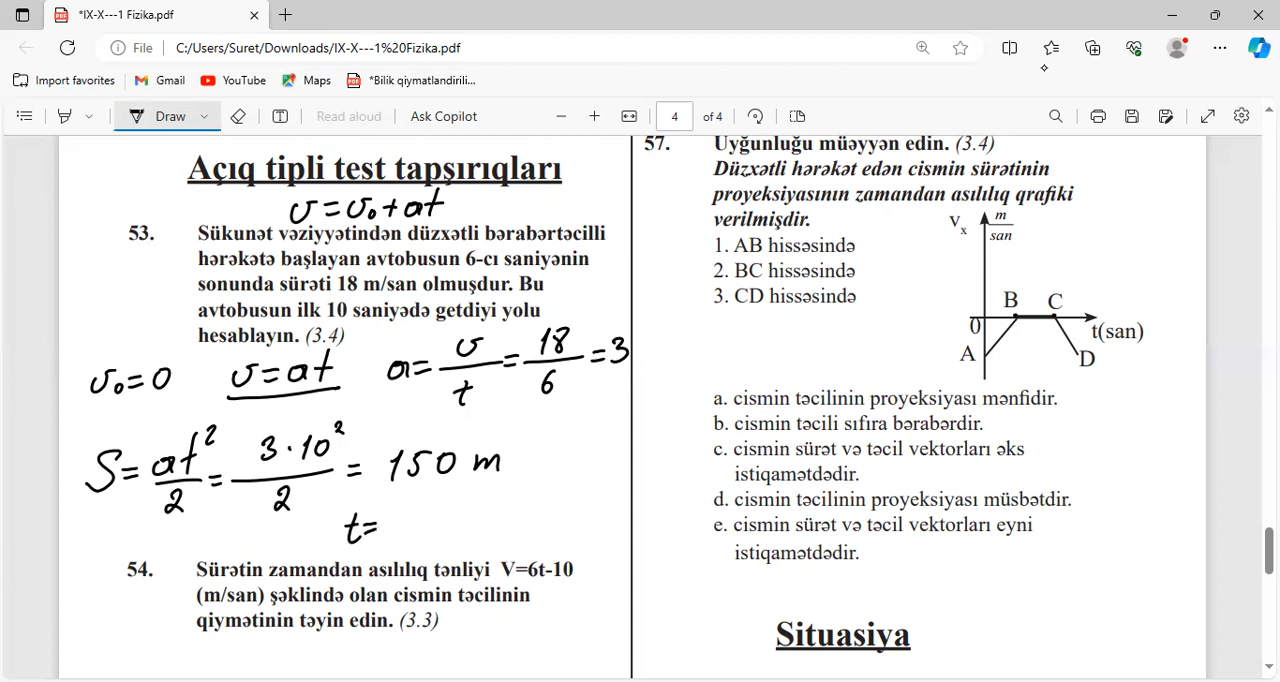 *IX-X---1 Fizika.pdf
File C:/Users/Suret/Downloads/IX-X---1%20Fizika.pdf
Import favorites Gmail YouTube Maps *Bilik qiymatlandirili...
Draw Read aloud Ask Copilot 4 of 4
Açıq tipli test tapşırıqları
υ=υ₀+at
53. Sükunət vəziyyətindən düzxətli bərabərtəcilli
hərəkətə başlayan avtobusun 6-cı saniyənin
sonunda sürəti 18 m/san olmuşdur. Bu
avtobusun ilk 10 saniyədə getdiyi yolu
hesablayın. (3.4)
υ₀=0 υ=at a=υ/t=18/6=3
S=at²/2=3·10²/2=150 m
t=
54. Sürətin zamandan asılılıq tənliyi V=6t-10
(m/san) şəklində olan cismin təcilinin
qiymətinin təyin edin. (3.3)
57. Uyğunluğu müəyyən edin. (3.4)
Düzxətli hərəkət edən cismin sürətinin
proyeksiyasının zamandan asılılıq qrafiki
verilmişdir.
1. AB hissəsində
2. BC hissəsində
3. CD hissəsində
Vx m/san
B C
0 t(san)
A D
a. cismin təcilinin proyeksiyası mənfidir.
b. cismin təcili sıfıra bərabərdir.
c. cismin sürət və təcil vektorları əks
istiqamətdədir.
d. cismin təcilinin proyeksiyası müsbətdir.
e. cismin sürət və təcil vektorları eyni
istiqamətdədir.
Situasiya